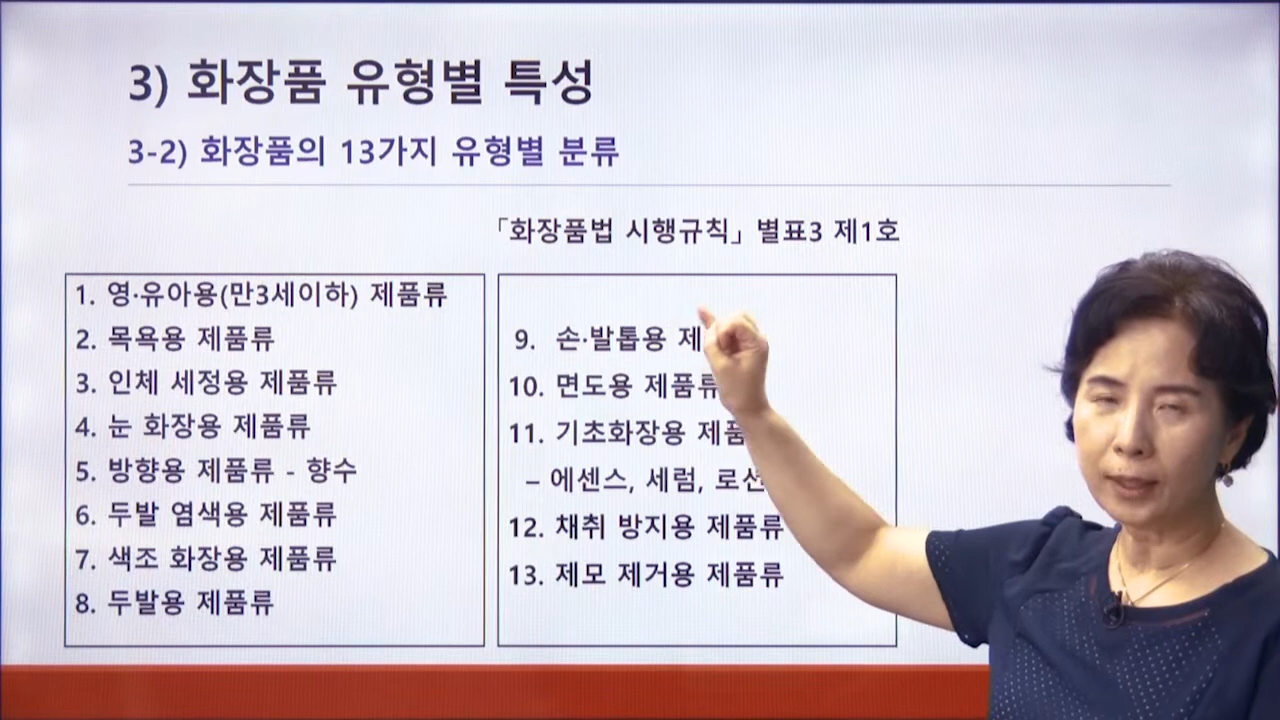 3) 화장품 유형별 특성
3-2) 화장품의 13가지 유형별 분류
「화장품법 시행규칙」 별표3 제1호
1. 영·유아용(만3세이하) 제품류
2. 목욕용 제품류
3. 인체 세정용 제품류
4. 눈 화장용 제품류
5. 방향용 제품류 - 향수
6. 두발 염색용 제품류
7. 색조 화장용 제품류
8. 두발용 제품류
9. 손·발톱용 제
10. 면도용 제품류
11. 기초화장용 제품
– 에센스, 세럼, 로션
12. 채취 방지용 제품류
13. 제모 제거용 제품류